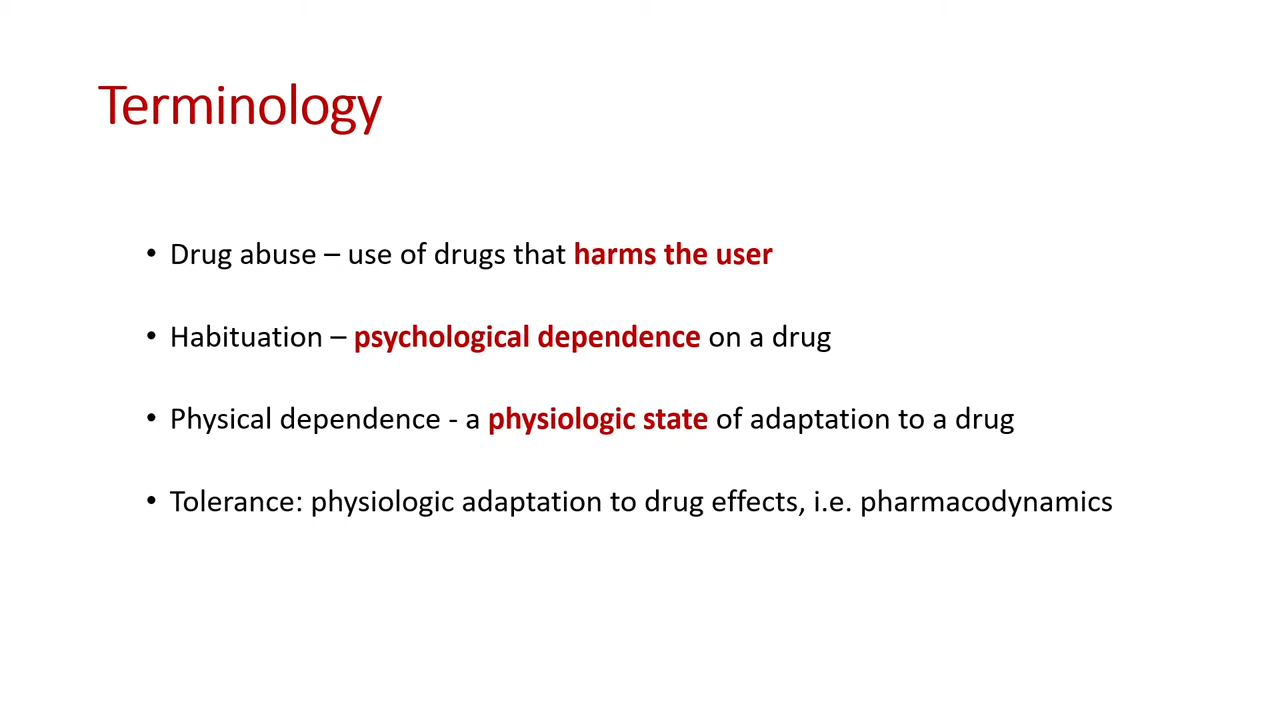 Terminology
• Drug abuse – use of drugs that harms the user
• Habituation – psychological dependence on a drug
• Physical dependence - a physiologic state of adaptation to a drug
• Tolerance: physiologic adaptation to drug effects, i.e. pharmacodynamics